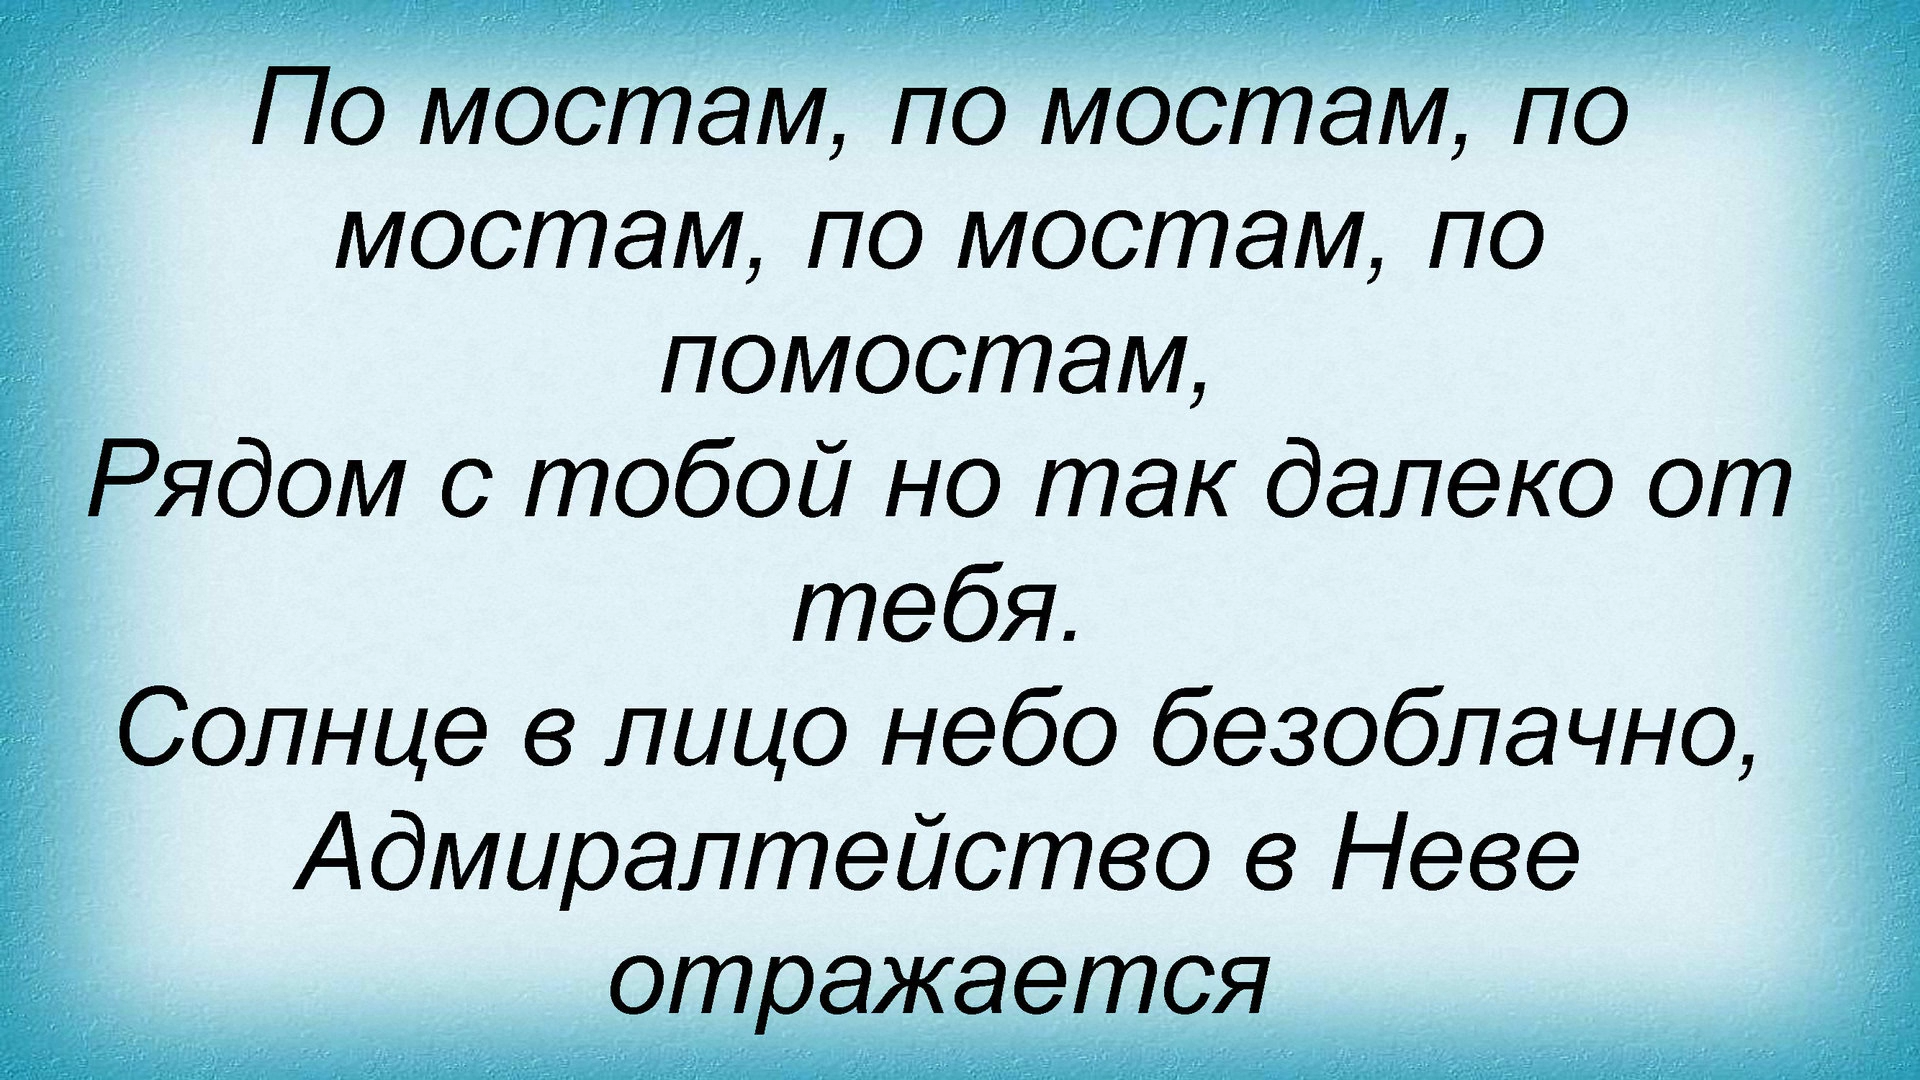 По мостам, по мостам, по
мостам, по мостам, по
помостам,
Рядом с тобой но так далеко от
тебя.
Солнце в лицо небо безоблачно,
Адмиралтейство в Неве
отражается